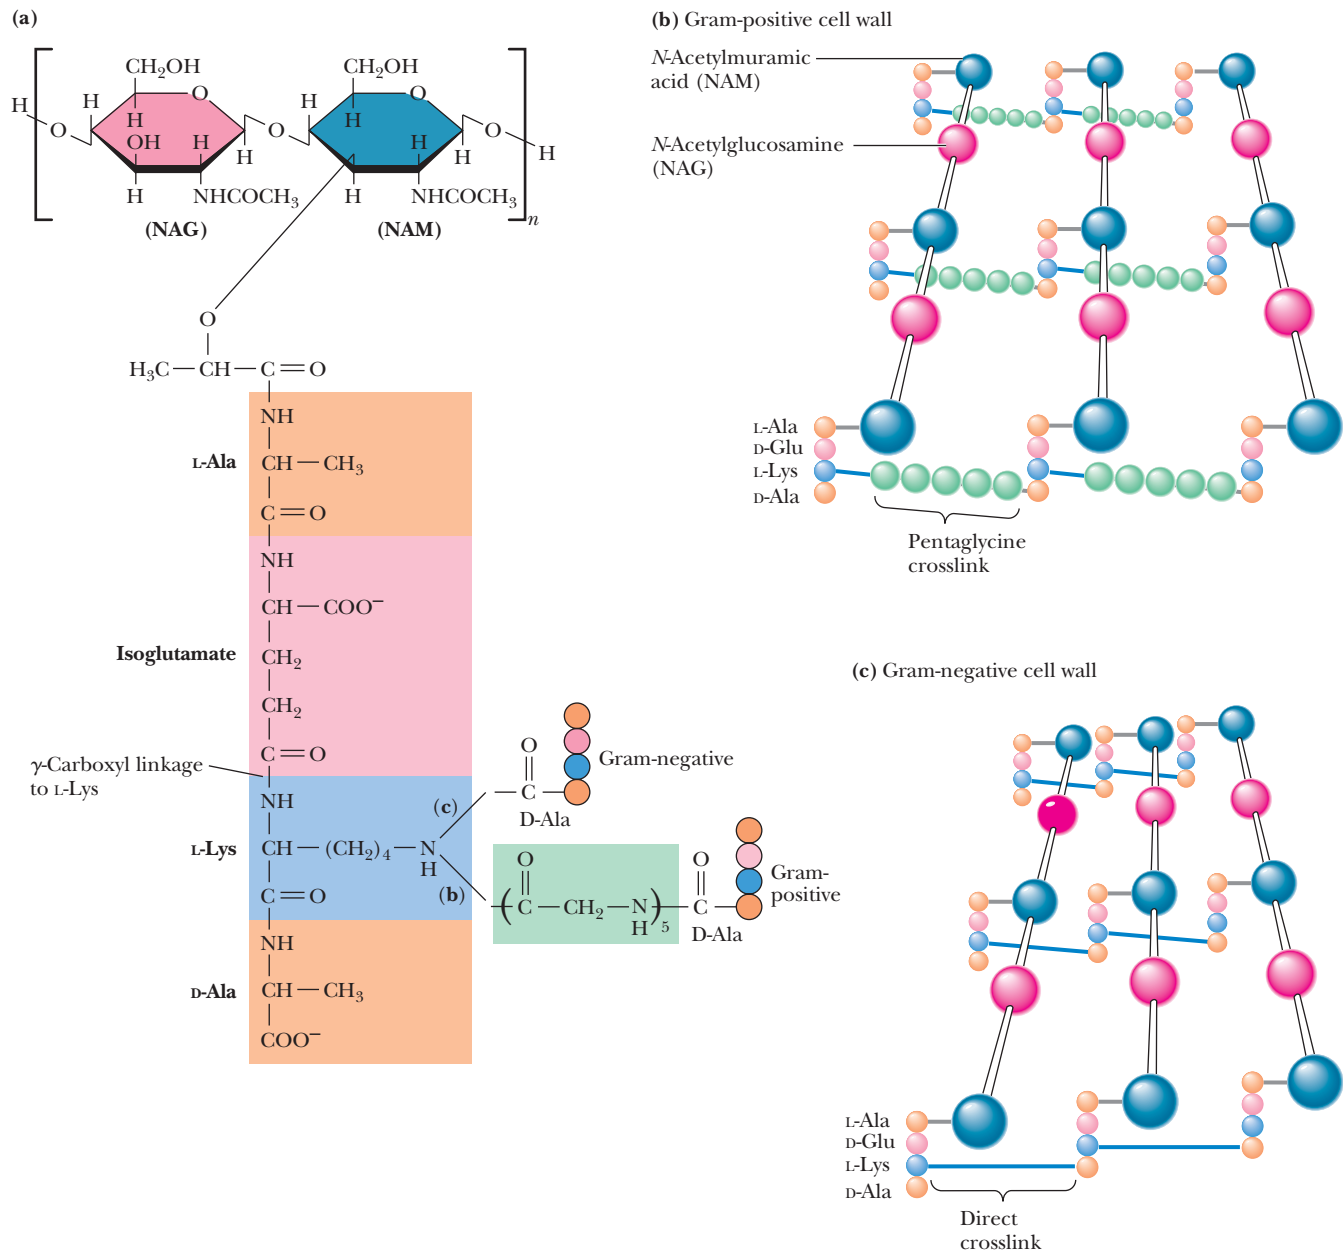 (a)
CH₂OH
CH₂OH
H
O
H
H
O
OH
H
H
O
H
O
H
H
O
H
H
O
H
H
NHCOCH₃
H
NHCOCH₃
n
(NAG)
(NAM)
O
H₃C—CH—C=O
NH
L-Ala
CH—CH₃
C=O
NH
CH—COO⁻
Isoglutamate
CH₂
CH₂
C=O
γ-Carboxyl linkage
to L-Lys
NH
L-Lys
CH—(CH₂)₄—N
H
C=O
NH
D-Ala
CH—CH₃
COO⁻
(c)
O
C
D-Ala
Gram-negative
(b)
O
(C—CH₂—N)₅
H
O
C
D-Ala
Gram-
positive
(b) Gram-positive cell wall
N-Acetylmuramic
acid (NAM)
N-Acetylglucosamine
(NAG)
L-Ala
D-Glu
L-Lys
D-Ala
Pentaglycine
crosslink
(c) Gram-negative cell wall
L-Ala
D-Glu
L-Lys
D-Ala
Direct
crosslink